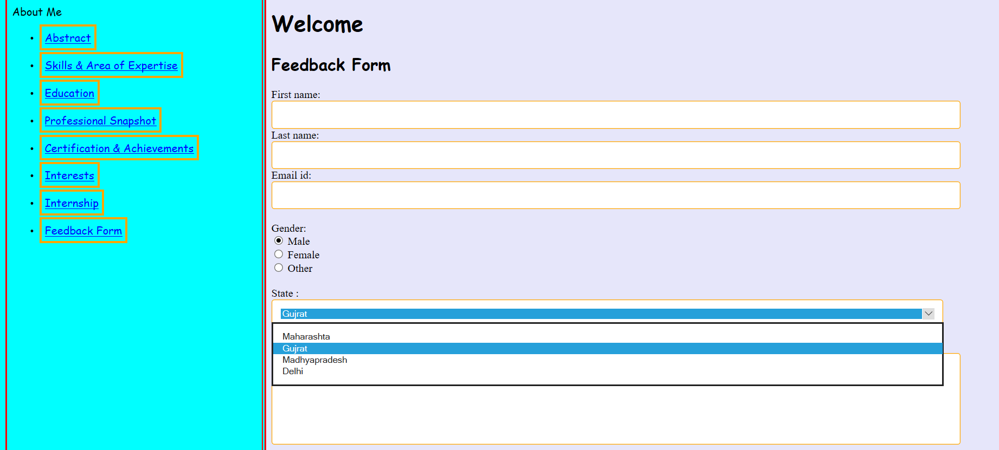 About Me
Abstract
Skills & Area of Expertise
Education
Professional Snapshot
Certification & Achievements
Interests
Internship
Feedback Form
Welcome
Feedback Form
First name:
Last name:
Email id:
Gender:
Male
Female
Other
State :
Gujrat
Maharashta
Gujrat
Madhyapradesh
Delhi